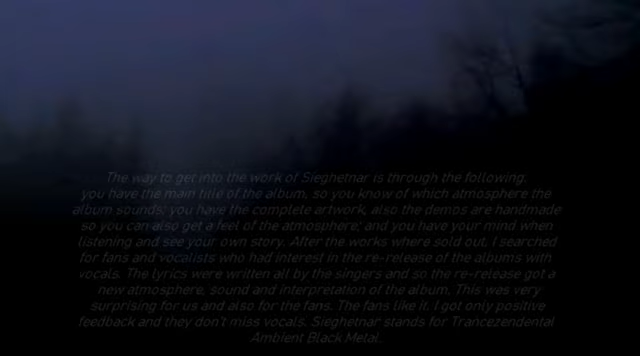 The way to get into the work of Sieghetnar is through the following:
you have the main title of the album, so you know of which atmosphere the
album sounds; you have the complete artwork, also the demos are handmade
so you can also get a feel of the atmosphere; and you have your mind when
listening and see your own story. After the works where sold out, I searched
for fans and vocalists who had interest in the re-release of the albums with
vocals. The lyrics were written all by the singers and so the re-release got a
new atmosphere, sound and interpretation of the album. This was very
surprising for us and also for the fans. The fans like it. I got only positive
feedback and they don't miss vocals. Sieghetnar stands for Trancezendental
Ambient Black Metal.